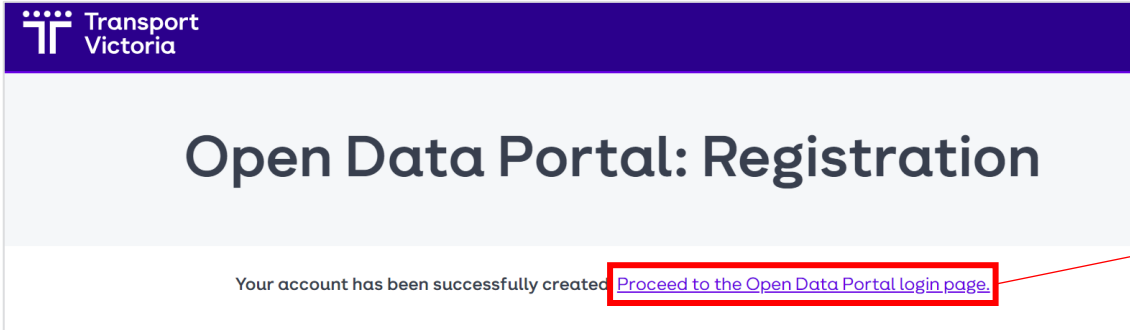 Transport
Victoria
Open Data Portal: Registration
Your account has been successfully created Proceed to the Open Data Portal login page.